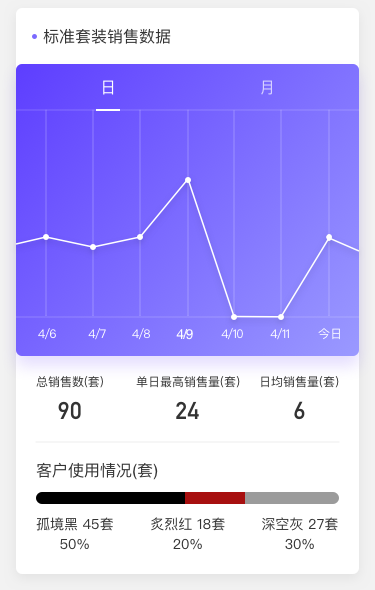 标准套装销售数据
日 月
4/6 4/7 4/8 4/9 4/10 4/11 今日
总销售数(套) 单日最高销售量(套) 日均销售量(套)
90 24 6
客户使用情况(套)
孤境黑 45套 炙烈红 18套 深空灰 27套
50% 20% 30%